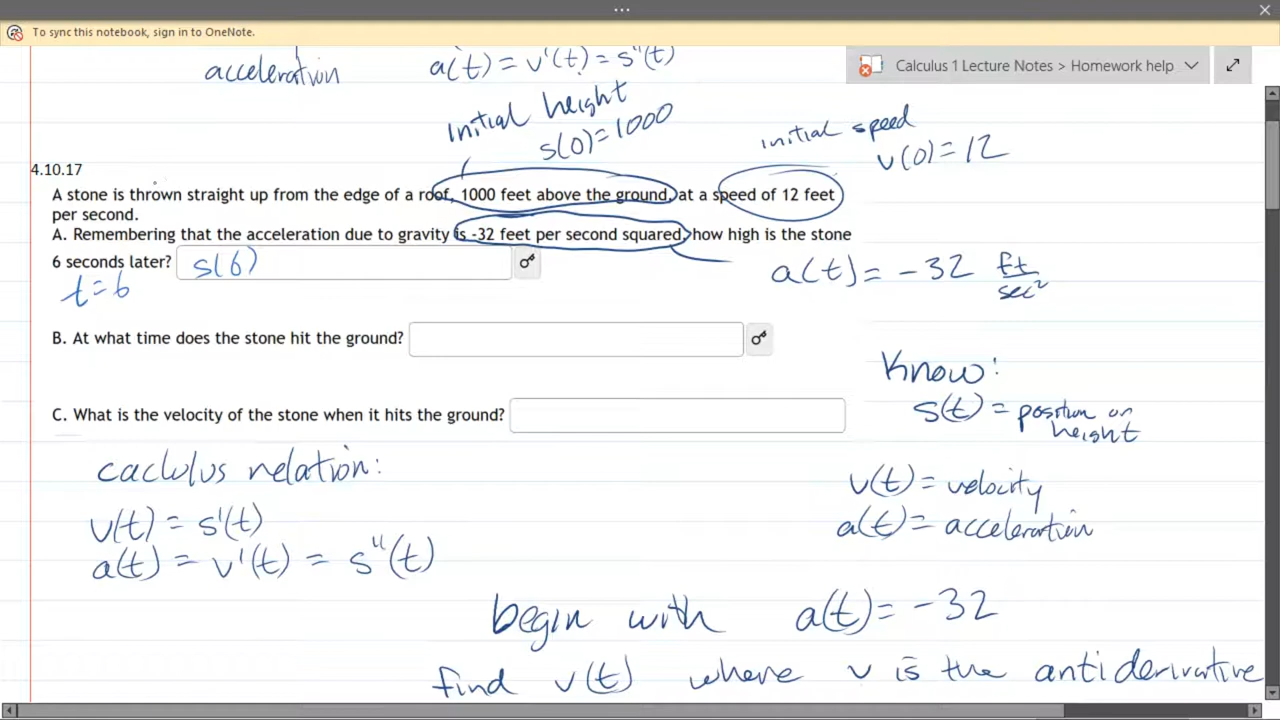 To sync this notebook, sign in to OneNote.
Calculus 1 Lecture Notes > Homework help
acceleration a(t) = v'(t) = s"(t)
initial height
s(0) = 1000
initial speed
v(0) = 12
4.10.17
A stone is thrown straight up from the edge of a roof, 1000 feet above the ground, at a speed of 12 feet
per second.
A. Remembering that the acceleration due to gravity is -32 feet per second squared, how high is the stone
6 seconds later? s(6)
t = 6
a(t) = -32 ft/sec²
B. At what time does the stone hit the ground?
Know:
s(t) = position or
height
C. What is the velocity of the stone when it hits the ground?
caclulus relation:
v(t) = s'(t)
a(t) = v'(t) = s"(t)
v(t) = velocity
a(t) = acceleration
begin with a(t) = -32
find v(t) where v is the antiderivative